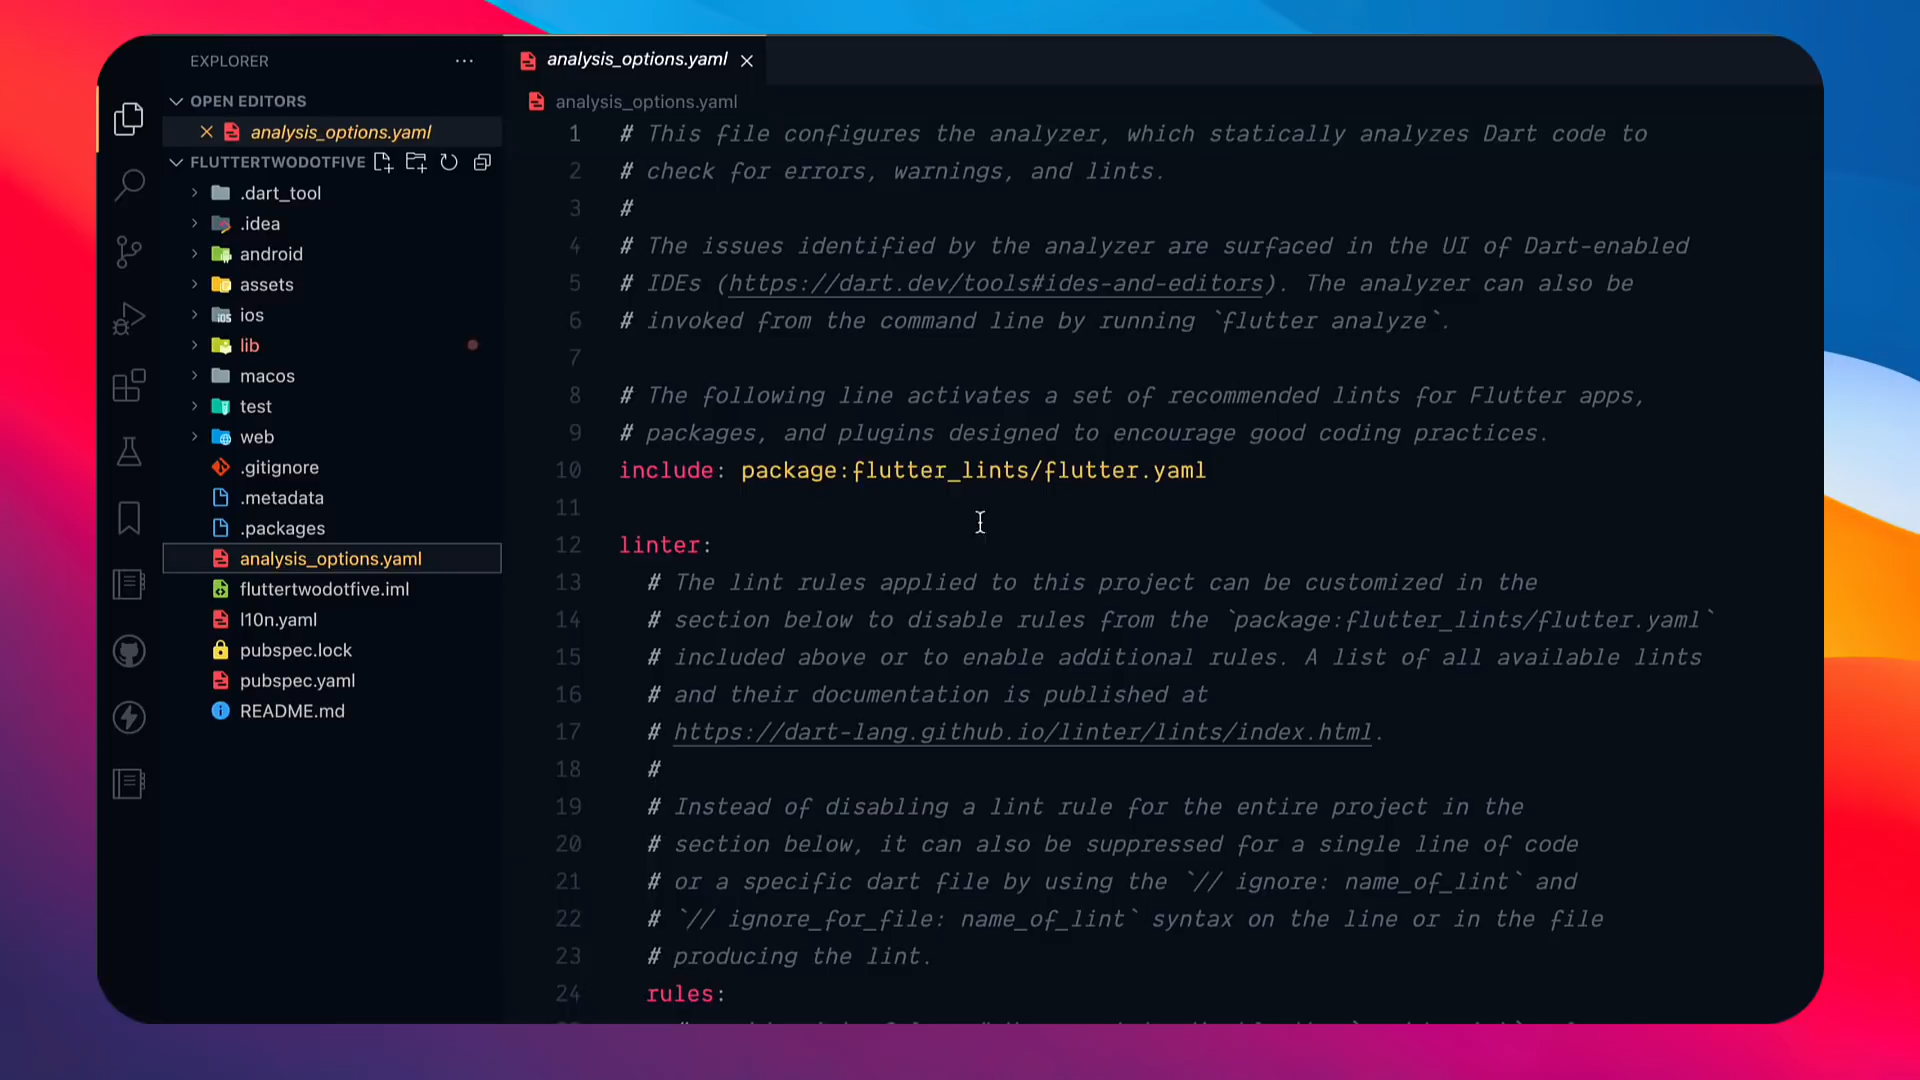 EXPLORER
OPEN EDITORS
analysis_options.yaml
FLUTTERTWODOTFIVE
.dart_tool
.idea
android
assets
ios
lib
macos
test
web
.gitignore
.metadata
.packages
analysis_options.yaml
fluttertwodotfive.iml
l10n.yaml
pubspec.lock
pubspec.yaml
README.md
analysis_options.yaml
analysis_options.yaml
1 # This file configures the analyzer, which statically analyzes Dart code to
2 # check for errors, warnings, and lints.
3 #
4 # The issues identified by the analyzer are surfaced in the UI of Dart-enabled
5 # IDEs (https://dart.dev/tools#ides-and-editors). The analyzer can also be
6 # invoked from the command line by running `flutter analyze`.
7
8 # The following line activates a set of recommended lints for Flutter apps,
9 # packages, and plugins designed to encourage good coding practices.
10 include: package:flutter_lints/flutter.yaml
11
12 linter:
13 # The lint rules applied to this project can be customized in the
14 # section below to disable rules from the `package:flutter_lints/flutter.yaml`
15 # included above or to enable additional rules. A list of all available lints
16 # and their documentation is published at
17 # https://dart-lang.github.io/linter/lints/index.html.
18 #
19 # Instead of disabling a lint rule for the entire project in the
20 # section below, it can also be suppressed for a single line of code
21 # or a specific dart file by using the `// ignore: name_of_lint` and
22 # `// ignore_for_file: name_of_lint` syntax on the line or in the file
23 # producing the lint.
24 rules: